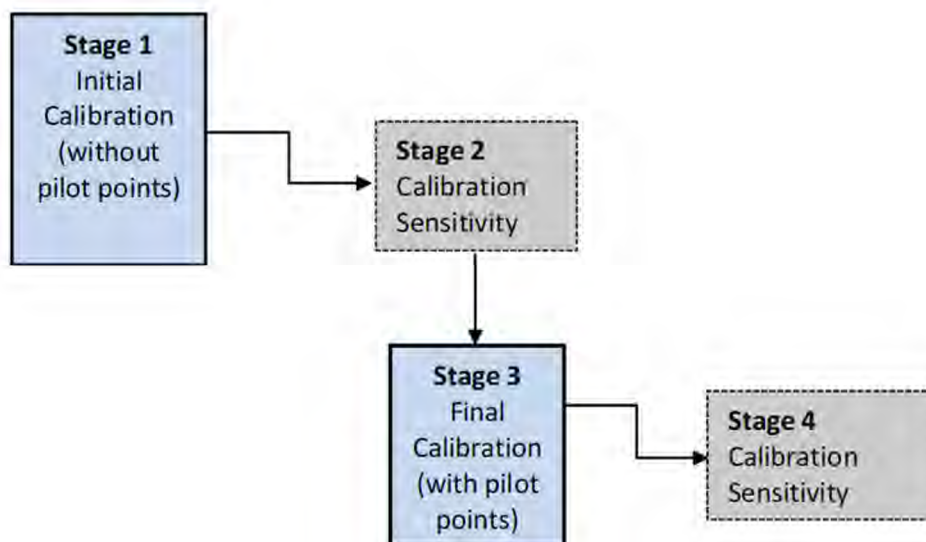 Stage 1
Initial
Calibration
(without
pilot points)
Stage 2
Calibration
Sensitivity
Stage 3
Final
Calibration
(with pilot
points)
Stage 4
Calibration
Sensitivity